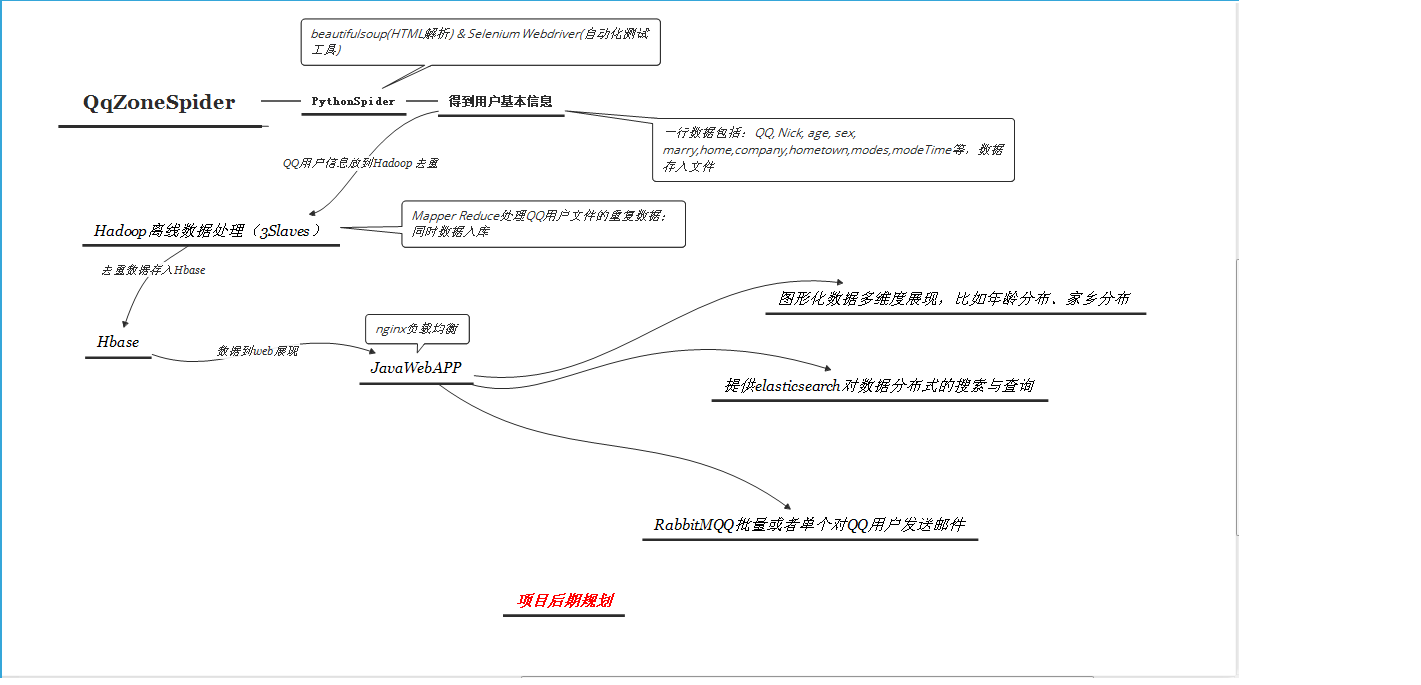 beautifulsoup(HTML解析) & Selenium Webdriver(自动化测试
工具)
QqZoneSpider
PythonSpider
得到用户基本信息
一行数据包括： QQ, Nick, age, sex,
marry,home,company,hometown,modes,modeTime等，数据
存入文件
QQ用户信息放到Hadoop 去重
Mapper Reduce处理QQ用户文件的重复数据；
同时数据入库
Hadoop离线数据处理（3Slaves）
去重数据存入Hbase
图形化数据多维度展现，比如年龄分布、家乡分布
nginx负载均衡
Hbase
数据到web展现
JavaWebAPP
提供elasticsearch对数据分布式的搜索与查询
RabbitMQQ批量或者单个对QQ用户发送邮件
项目后期规划